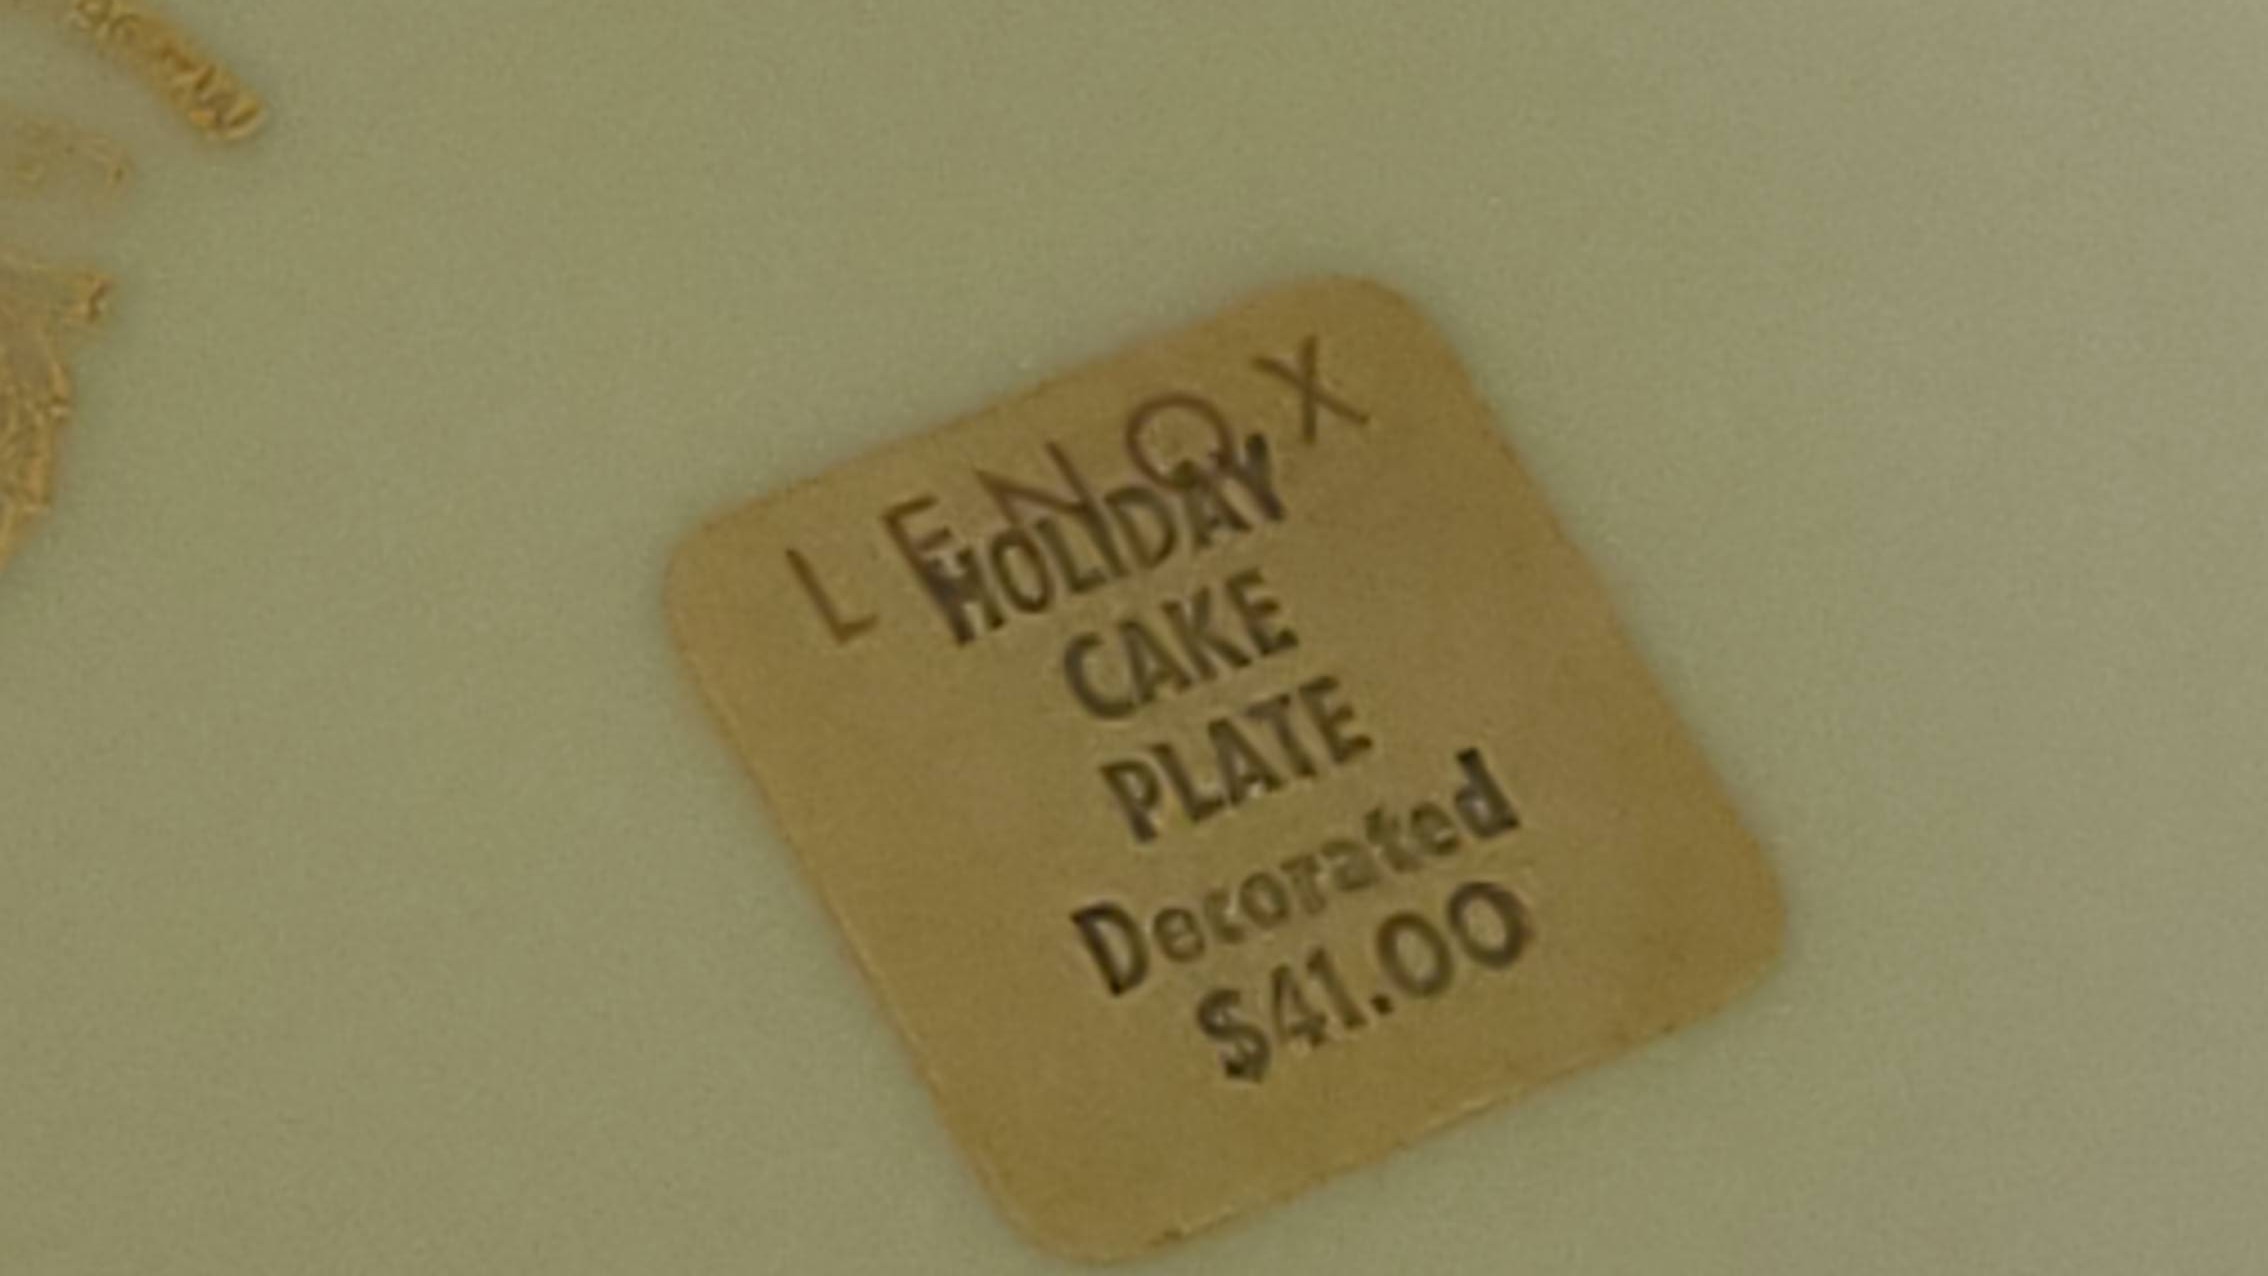 LENOX
HOLIDAY
CAKE
PLATE
Decorated
$41.00